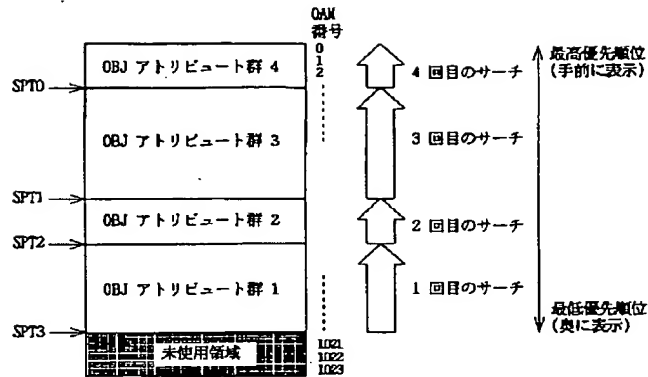 OAM
番号
0
1
2
OBJ アトリビュート群 4
4 回目のサーチ
最高優先順位
(手前に表示)
SPT0
OBJ アトリビュート群 3
3 回目のサーチ
SPT1
OBJ アトリビュート群 2
2 回目のサーチ
SPT2
OBJ アトリビュート群 1
1 回目のサーチ
最低優先順位
(奥に表示)
SPT3
未使用領域
1021
1022
1023